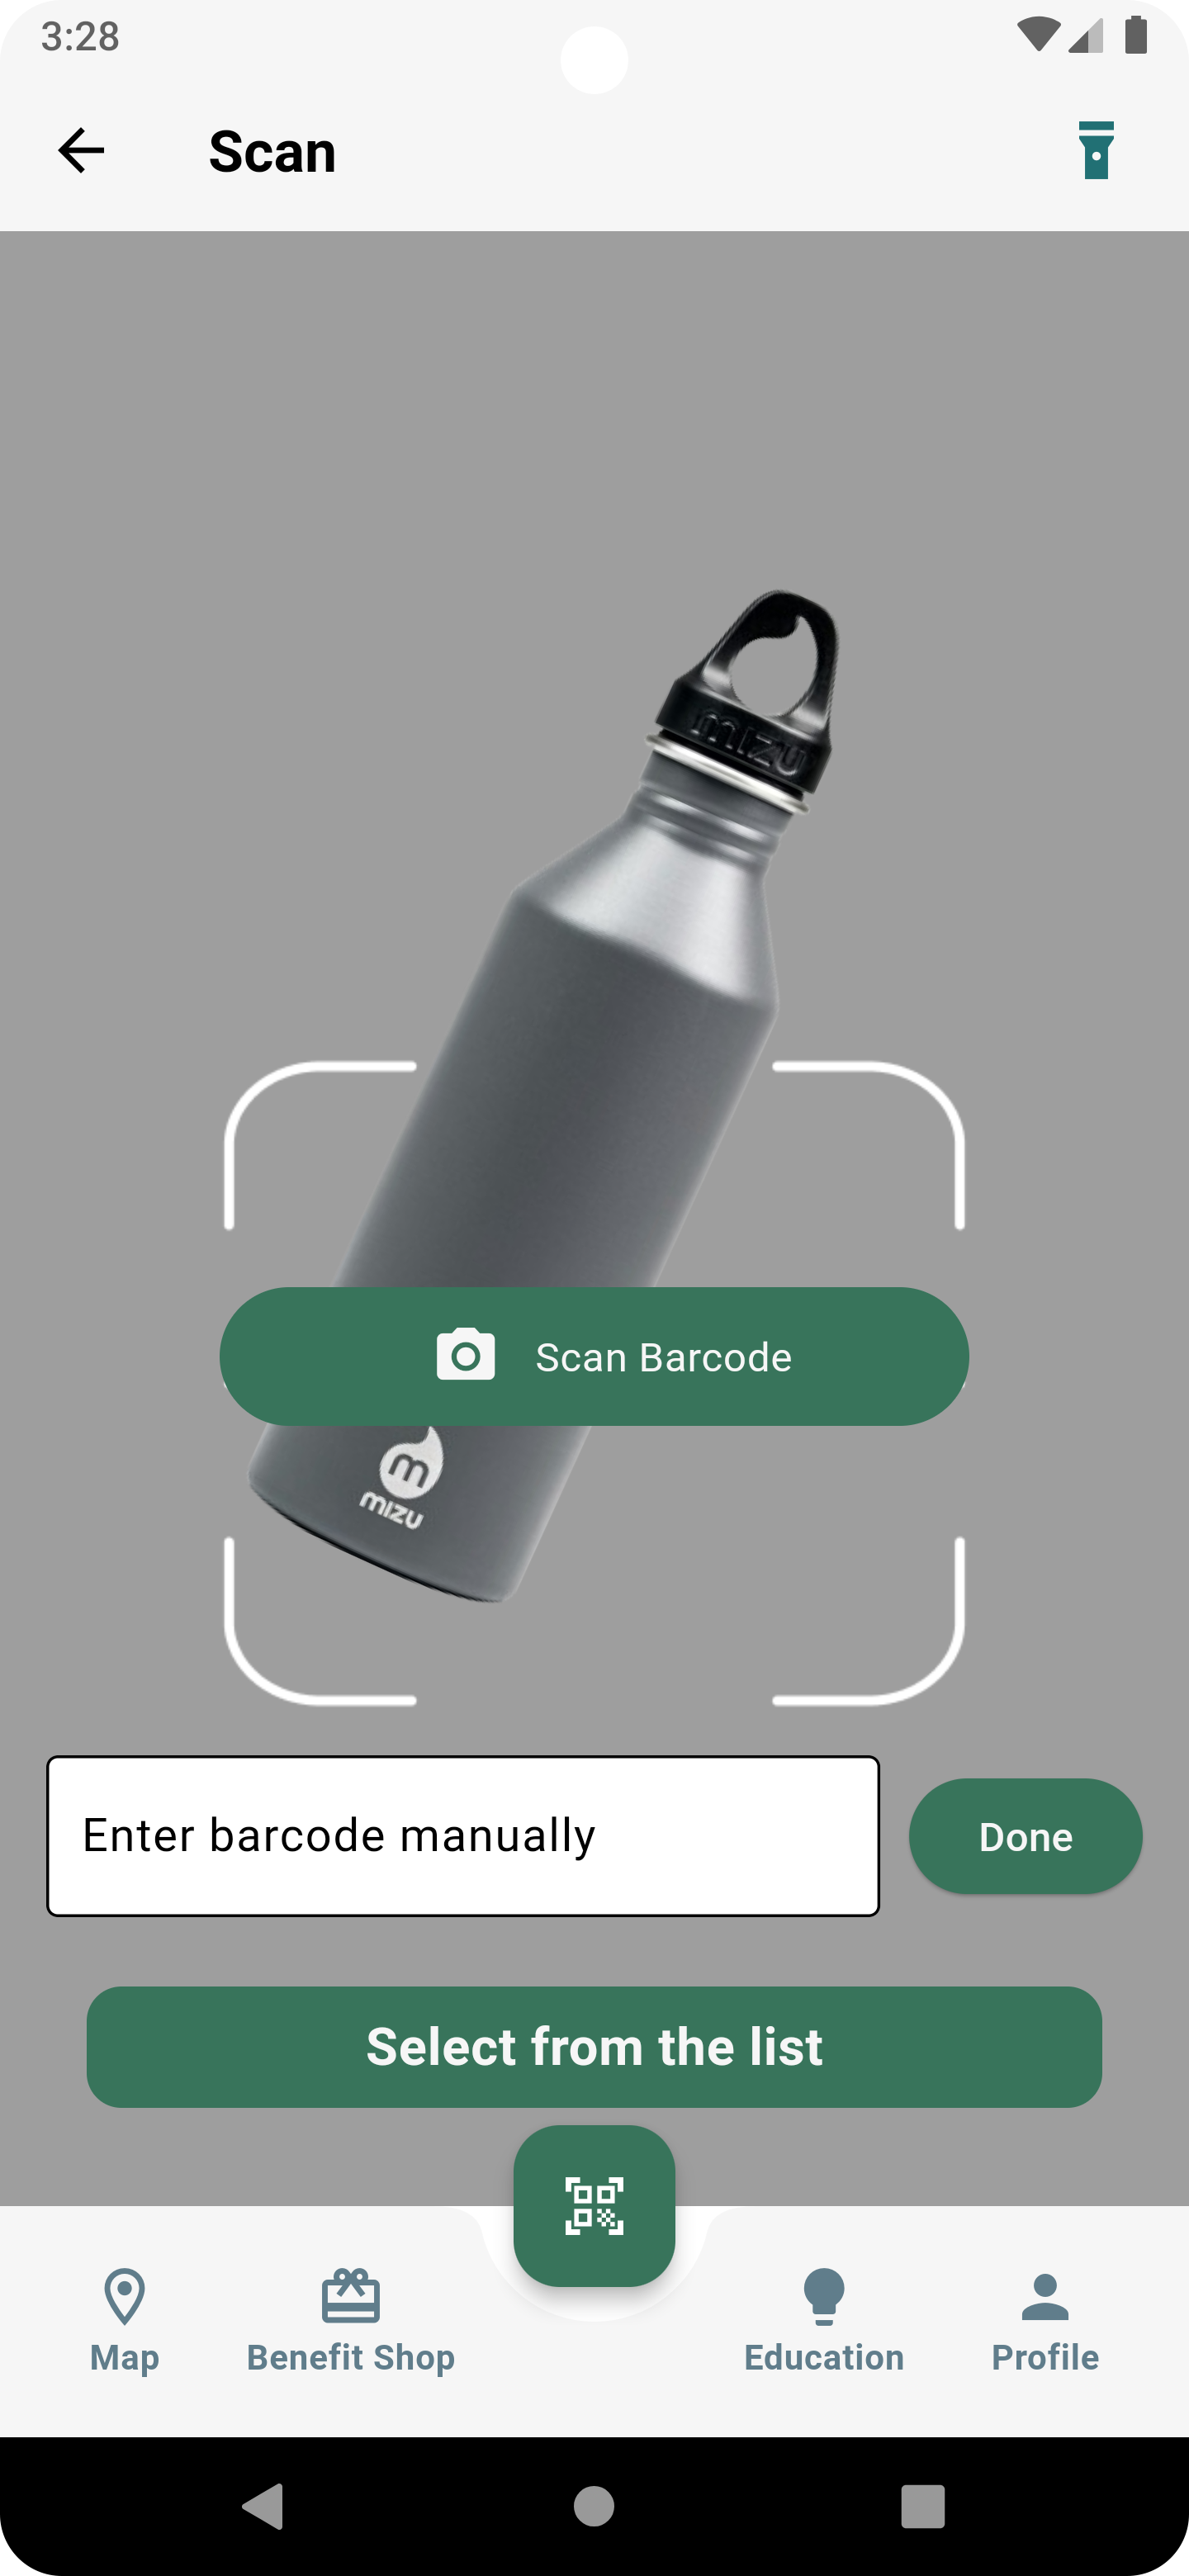 3:28
Scan
mizu
Scan Barcode
m
mizu
Enter barcode manually
Done
Select from the list
Map
Benefit Shop
Education
Profile